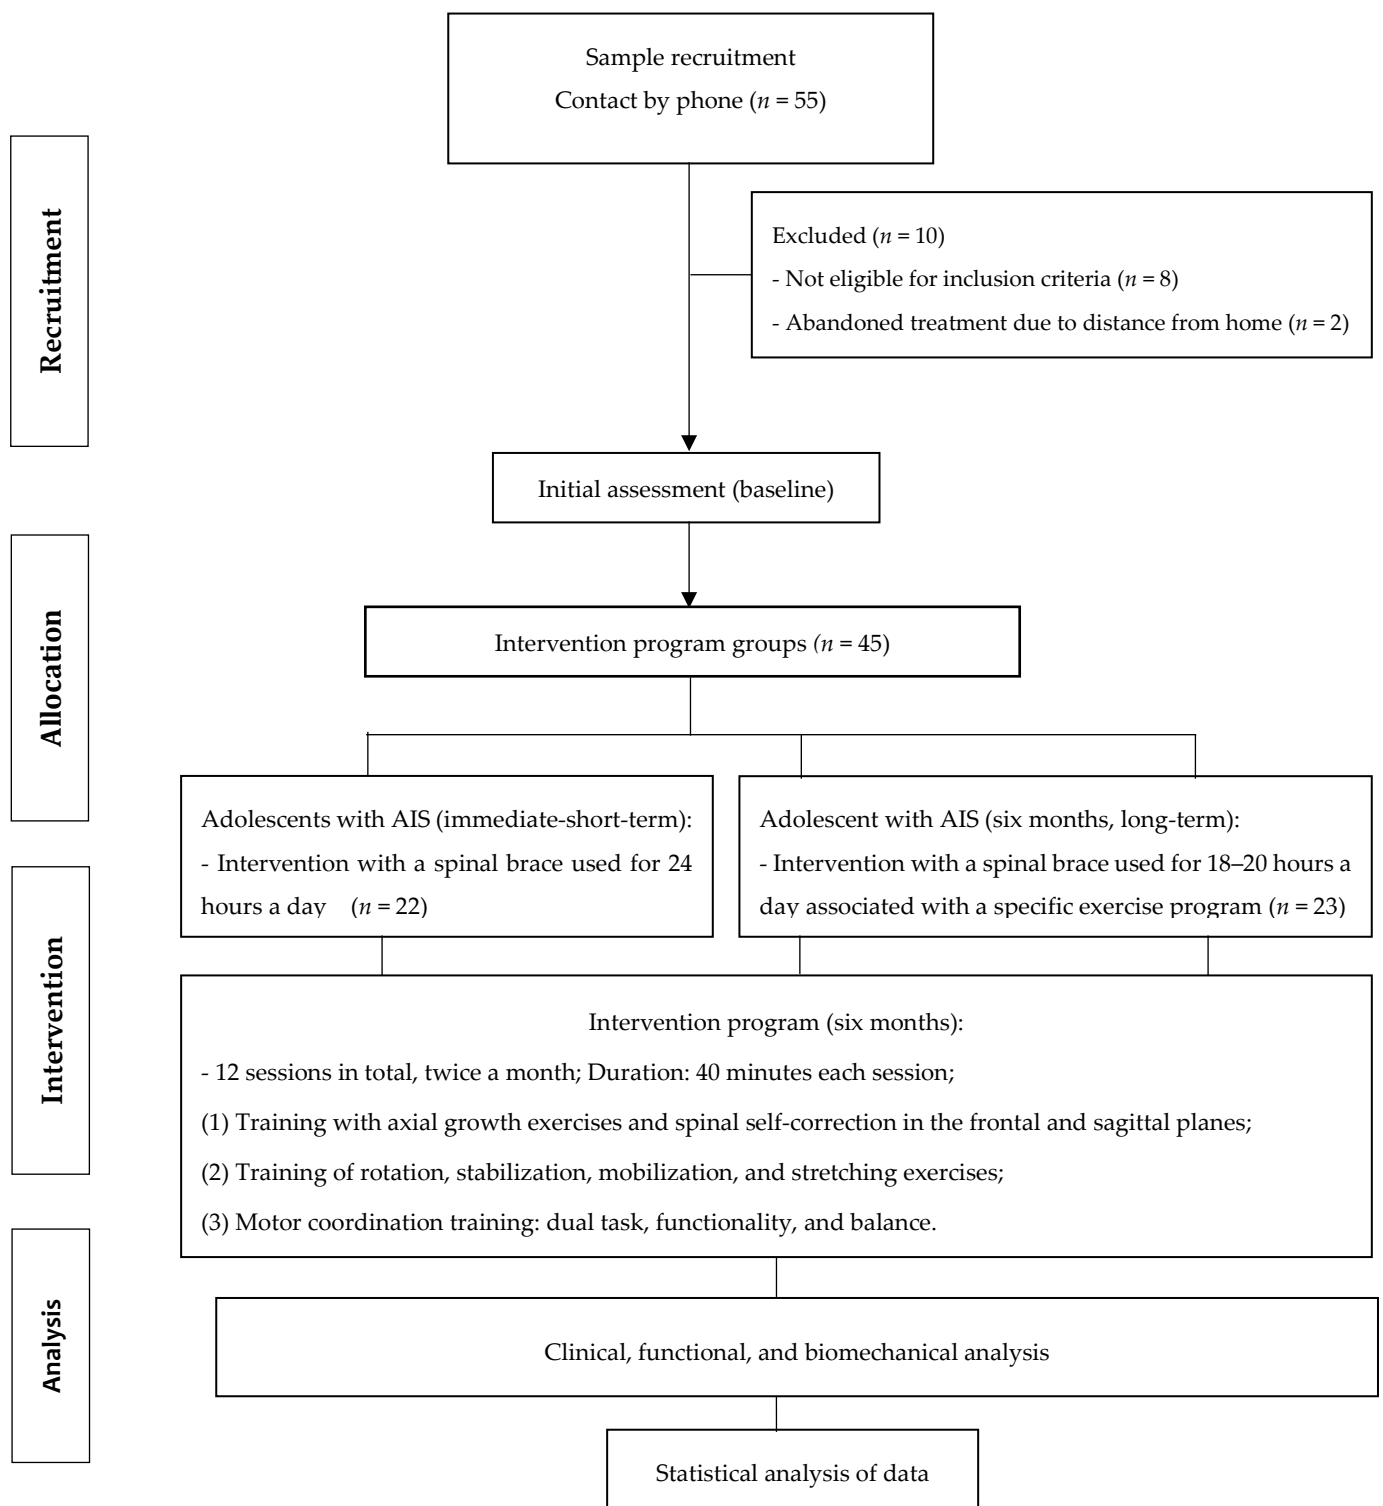 Sample recruitment
Contact by phone (n = 55)
Recruitment
Excluded (n = 10)
- Not eligible for inclusion criteria (n = 8)
- Abandoned treatment due to distance from home (n = 2)
Initial assessment (baseline)
Allocation
Intervention program groups (n = 45)
Adolescents with AIS (immediate-short-term):
- Intervention with a spinal brace used for 24
hours a day (n = 22)
Adolescent with AIS (six months, long-term):
- Intervention with a spinal brace used for 18–20 hours a
day associated with a specific exercise program (n = 23)
Intervention
Intervention program (six months):
- 12 sessions in total, twice a month; Duration: 40 minutes each session;
(1) Training with axial growth exercises and spinal self-correction in the frontal and sagittal planes;
(2) Training of rotation, stabilization, mobilization, and stretching exercises;
(3) Motor coordination training: dual task, functionality, and balance.
Analysis
Clinical, functional, and biomechanical analysis
Statistical analysis of data